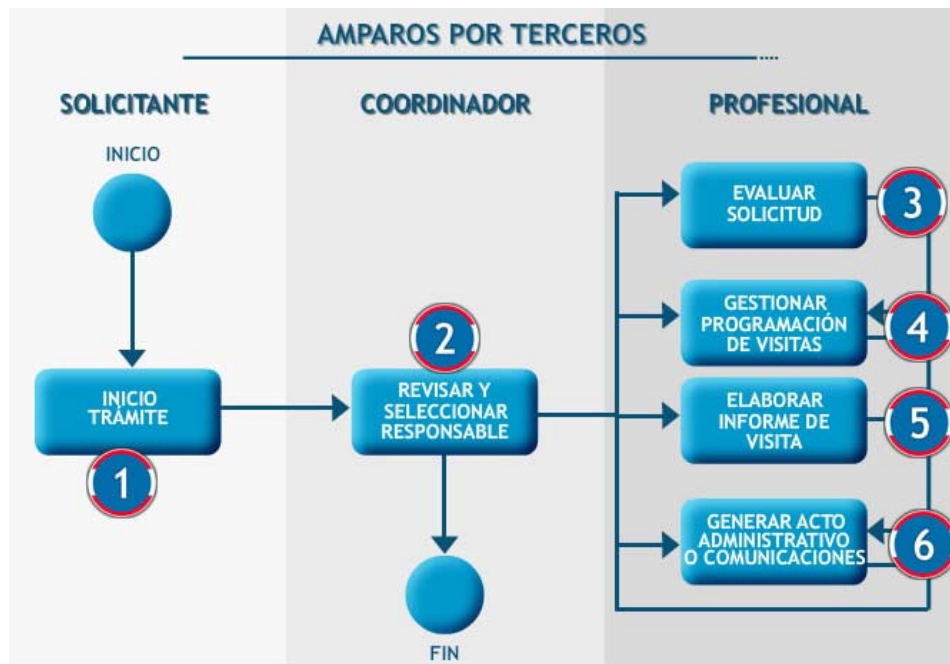 AMPAROS POR TERCEROS
SOLICITANTE
COORDINADOR
PROFESIONAL
INICIO
INICIO
TRÁMITE
1
2
REVISAR Y
SELECCIONAR
RESPONSABLE
FIN
EVALUAR
SOLICITUD
3
GESTIONAR
PROGRAMACIÓN
DE VISITAS
4
ELABORAR
INFORME DE
VISITA
5
GENERAR ACTO
ADMINISTRATIVO
O COMUNICACIONES
6